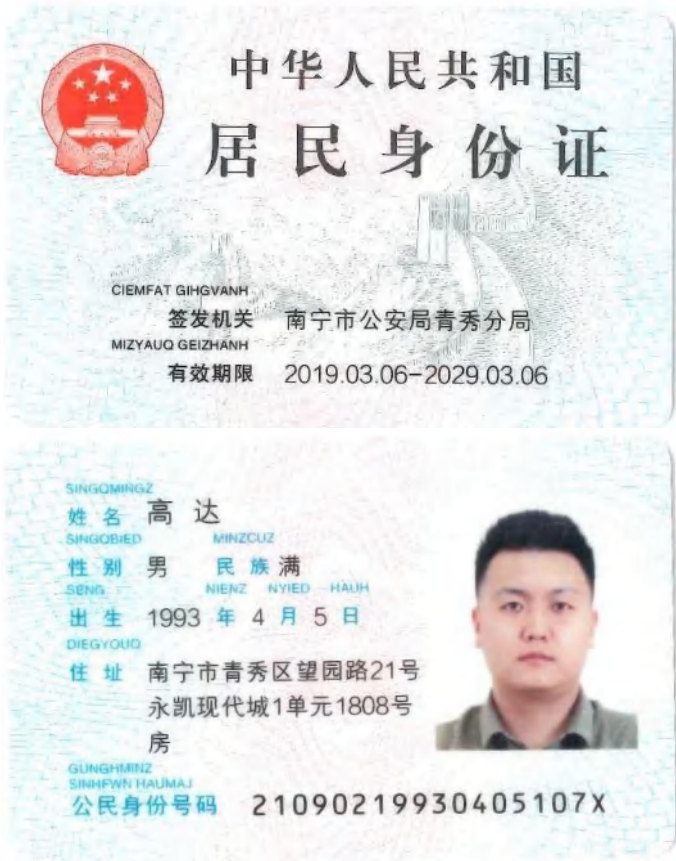 中华人民共和国
居民身份证
CIEMFAT GIHGVANH
签发机关 南宁市公安局青秀分局
MIZYAUQ GEIZHANH
有效期限 2019.03.06-2029.03.06
SINGQMINGZ
姓名 高达
SINGQBIED MINZCUZ
性别 男 民族 满
SENG NIENZ NYIED HAUH
出生 1993 年 4 月 5 日
DIEGYOUQ
住址 南宁市青秀区望园路21号
永凯现代城1单元1808号
房
GUNGHMINZ
SINHFWN HAUMAJ
公民身份号码 21090219930405107X